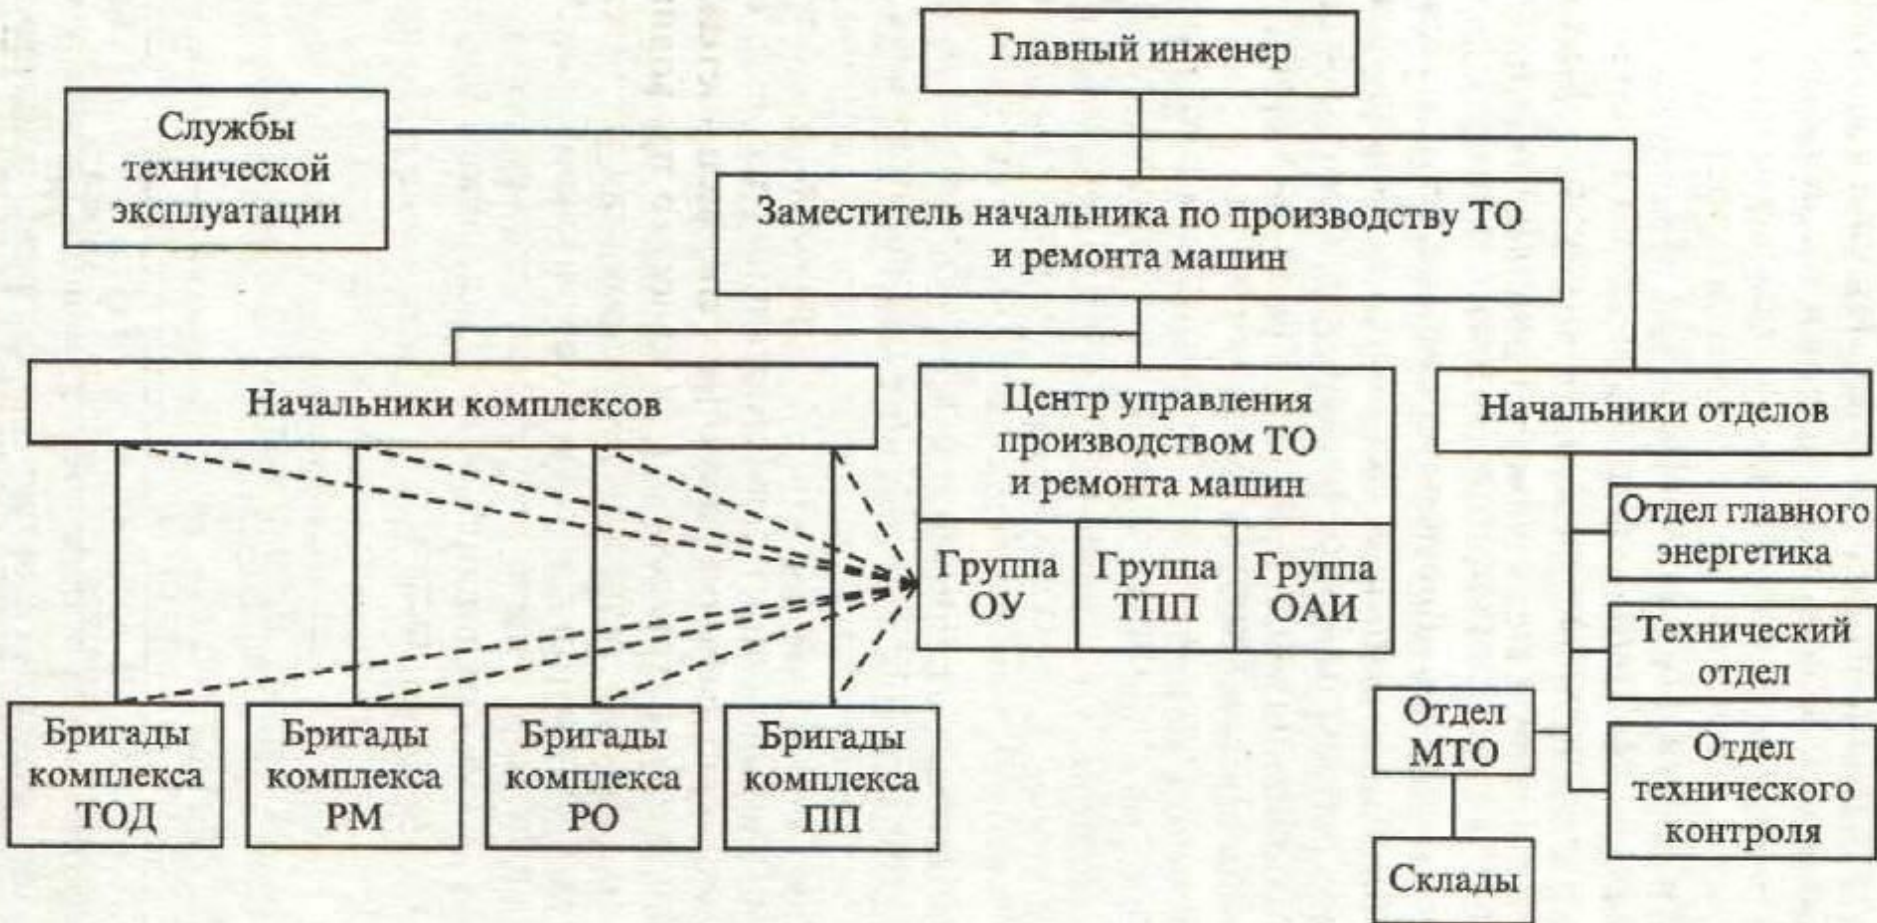 Главный инженер
Службы
технической
эксплуатации
Заместитель начальника по производству ТО
и ремонта машин
Начальники комплексов
Центр управления
производством ТО
и ремонта машин
Начальники отделов
Группа
ОУ
Группа
ТПП
Группа
ОАИ
Отдел главного
энергетика
Технический
отдел
Отдел
МТО
Отдел
технического
контроля
Склады
Бригады
комплекса
ТОД
Бригады
комплекса
РМ
Бригады
комплекса
РО
Бригады
комплекса
ПП